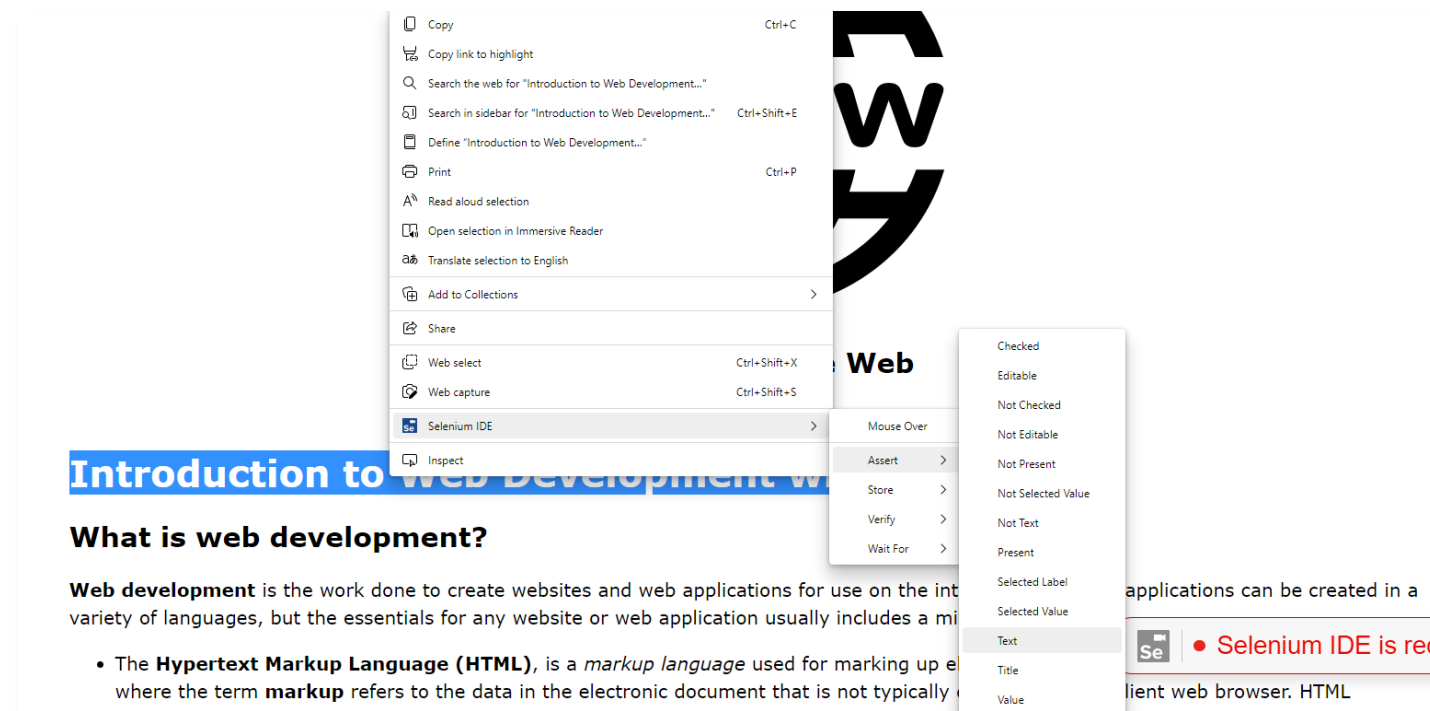 Copy Ctrl+C
Copy link to highlight
Search the web for "Introduction to Web Development..."
Search in sidebar for "Introduction to Web Development..." Ctrl+Shift+E
Define "Introduction to Web Development..."
Print Ctrl+P
Read aloud selection
Open selection in Immersive Reader
Translate selection to English
Add to Collections
Share
Web select Ctrl+Shift+X
Web capture Ctrl+Shift+S
Selenium IDE
Inspect
Mouse Over
Assert
Store
Verify
Wait For
Checked
Editable
Not Checked
Not Editable
Not Present
Not Selected Value
Not Text
Present
Selected Label
Selected Value
Text
Title
Value
W
Web
Introduction to Web Development
What is web development?
Web development is the work done to create websites and web applications for use on the applications can be created in a
variety of languages, but the essentials for any website or web application usually includes a
Se Selenium IDE is
• The Hypertext Markup Language (HTML), is a markup language used for marking up
where the term markup refers to the data in the electronic document that is not typically web browser. HTML